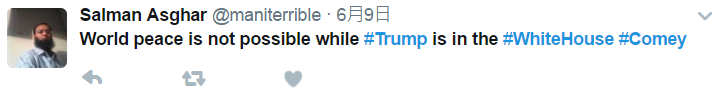 Salman Asghar @maniterrible · 6月9日
World peace is not possible while #Trump is in the #WhiteHouse #Comey